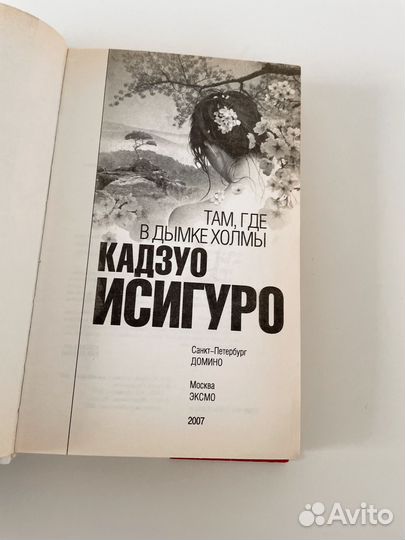 ТАМ, ГДЕ
В ДЫМКЕ ХОЛМЫ
КАДЗУО
ИСИГУРО
Санкт-Петербург
ДОМИНО
Москва
ЭКСМО
2007
Avito